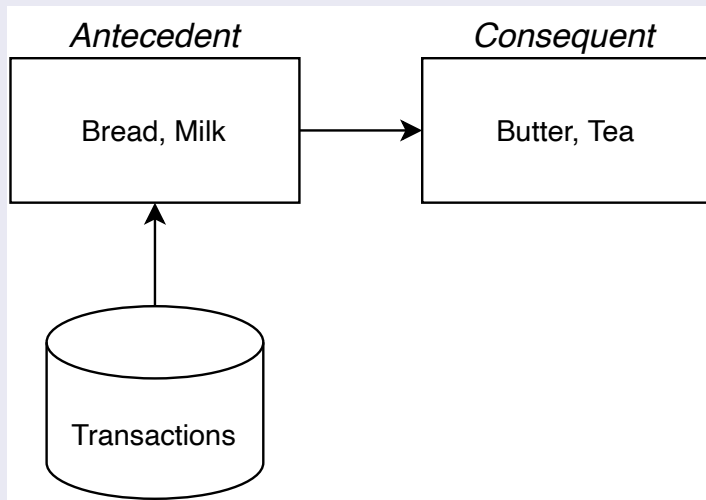 Antecedent
Consequent
Bread, Milk
Butter, Tea
Transactions